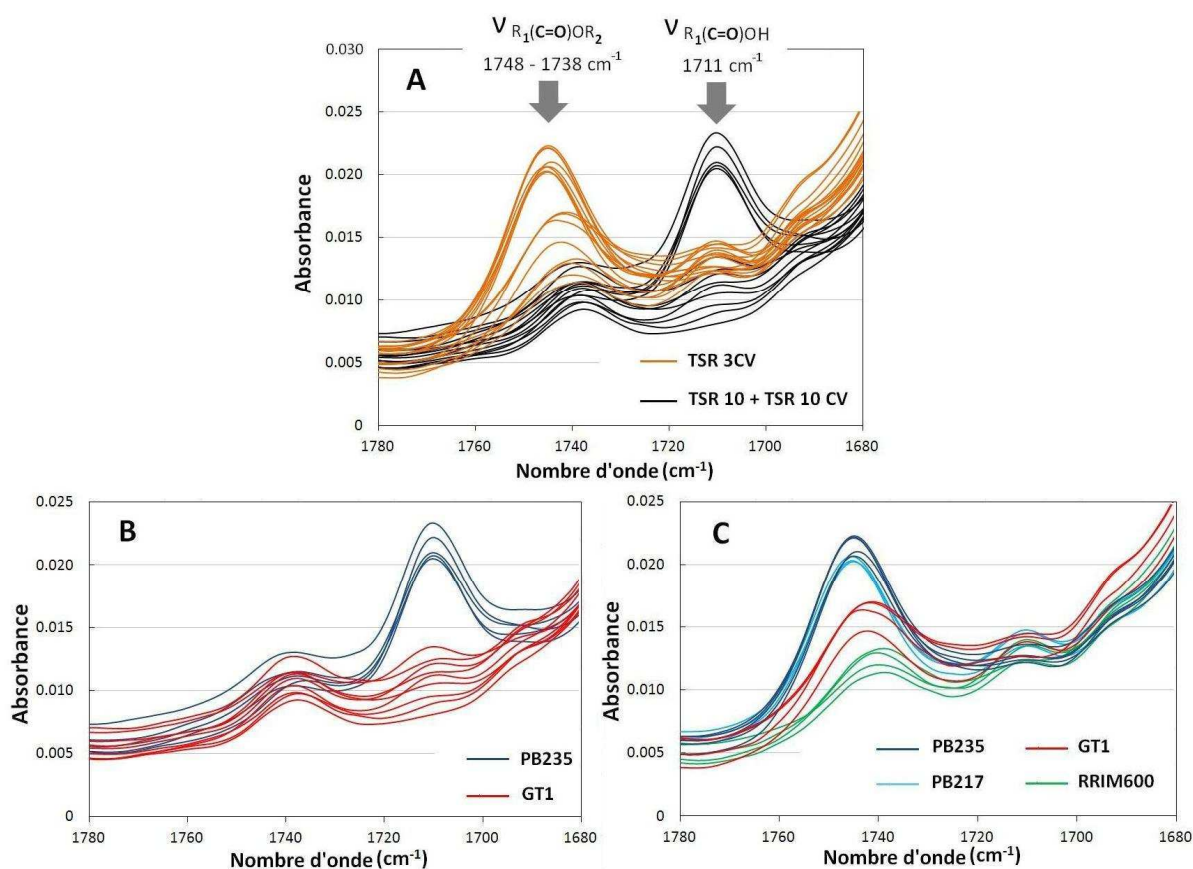 ν R₁(C=O)OR₂
1748 - 1738 cm⁻¹
ν R₁(C=O)OH
1711 cm⁻¹
A
0.030
0.025
0.020
0.015
0.010
0.005
0
Absorbance
TSR 3CV
TSR 10 + TSR 10 CV
1780 1760 1740 1720 1700 1680
Nombre d'onde (cm⁻¹)
B
0.025
0.020
0.015
0.010
0.005
0
Absorbance
PB235
GT1
1780 1760 1740 1720 1700 1680
Nombre d'onde (cm⁻¹)
C
0.025
0.020
0.015
0.010
0.005
0
Absorbance
PB235 GT1
PB217 RRIM600
1780 1760 1740 1720 1700 1680
Nombre d'onde (cm⁻¹)